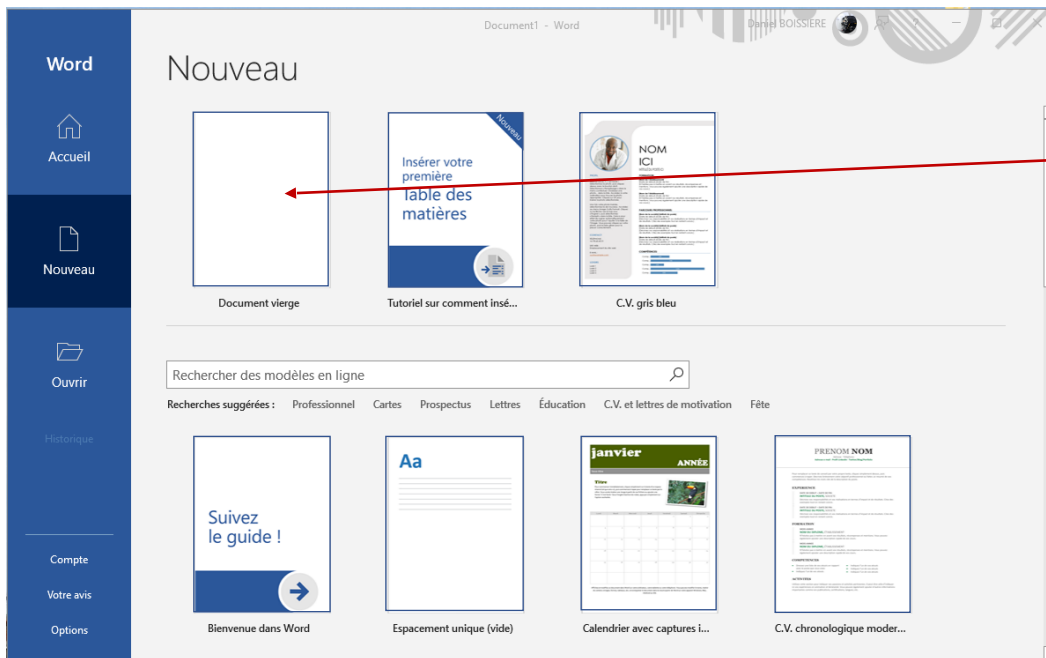 Document1 - Word
Daniel BOISSIERE
?
Word
Accueil
Nouveau
Ouvrir
Historique
Compte
Votre avis
Options
Nouveau
Nouveau
Insérer votre
première
Table des
matières
NOM
ICI
Document vierge
Tutoriel sur comment insé...
C.V. gris bleu
Rechercher des modèles en ligne
Recherches suggérées : Professionnel Cartes Prospectus Lettres Éducation C.V. et lettres de motivation Fête
Suivez
le guide !
Aa
janvier
ANNÉE
Titre
PRENOM NOM
Bienvenue dans Word
Espacement unique (vide)
Calendrier avec captures i...
C.V. chronologique moder...